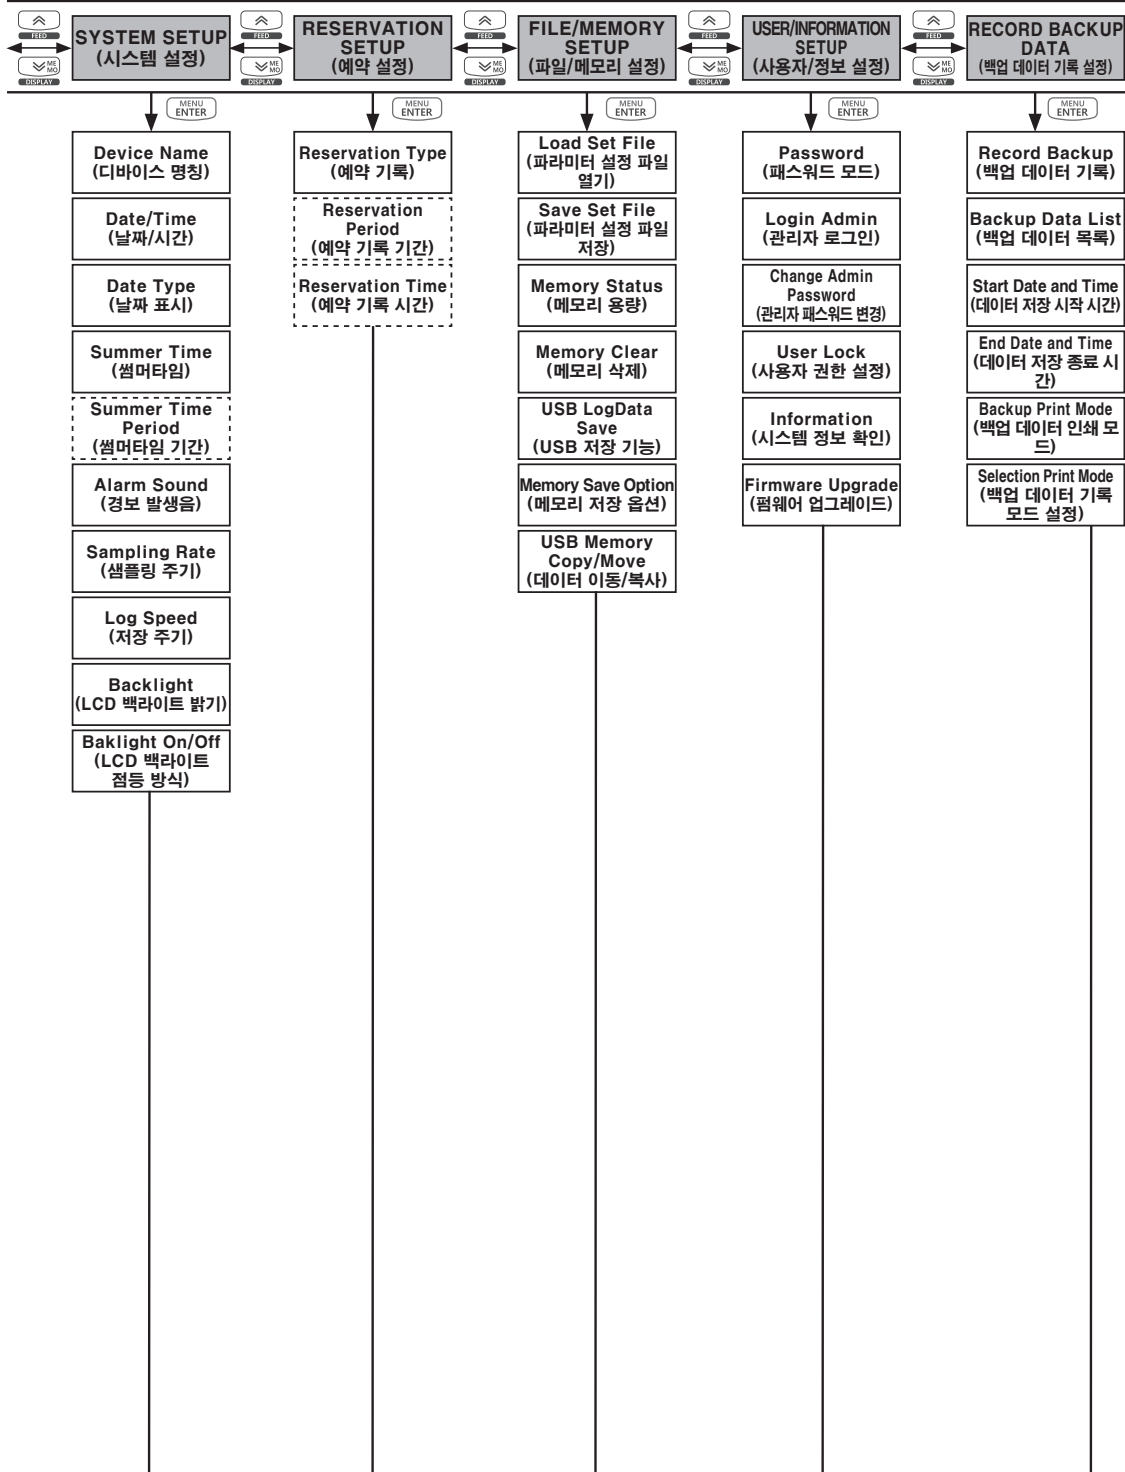 FEED
ME
MO
DISPLAY
SYSTEM SETUP
(시스템 설정)
FEED
ME
MO
DISPLAY
RESERVATION
SETUP
(예약 설정)
FEED
ME
MO
DISPLAY
FILE/MEMORY
SETUP
(파일/메모리 설정)
FEED
ME
MO
DISPLAY
USER/INFORMATION
SETUP
(사용자/정보 설정)
FEED
ME
MO
DISPLAY
RECORD BACKUP
DATA
(백업 데이터 기록 설정)
MENU
ENTER
Device Name
(디바이스 명칭)
Date/Time
(날짜/시간)
Date Type
(날짜 표시)
Summer Time
(썸머타임)
Summer Time
Period
(썸머타임 기간)
Alarm Sound
(경보 발생음)
Sampling Rate
(샘플링 주기)
Log Speed
(저장 주기)
Backlight
(LCD 백라이트 밝기)
Baklight On/Off
(LCD 백라이트
점등 방식)
MENU
ENTER
Reservation Type
(예약 기록)
Reservation
Period
(예약 기록 기간)
Reservation Time
(예약 기록 시간)
MENU
ENTER
Load Set File
(파라미터 설정 파일
열기)
Save Set File
(파라미터 설정 파일
저장)
Memory Status
(메모리 용량)
Memory Clear
(메모리 삭제)
USB LogData
Save
(USB 저장 기능)
Memory Save Option
(메모리 저장 옵션)
USB Memory
Copy/Move
(데이터 이동/복사)
MENU
ENTER
Password
(패스워드 모드)
Login Admin
(관리자 로그인)
Change Admin
Password
(관리자 패스워드 변경)
User Lock
(사용자 권한 설정)
Information
(시스템 정보 확인)
Firmware Upgrade
(펌웨어 업그레이드)
MENU
ENTER
Record Backup
(백업 데이터 기록)
Backup Data List
(백업 데이터 목록)
Start Date and Time
(데이터 저장 시작 시간)
End Date and Time
(데이터 저장 종료 시
간)
Backup Print Mode
(백업 데이터 인쇄 모
드)
Selection Print Mode
(백업 데이터 기록
모드 설정)